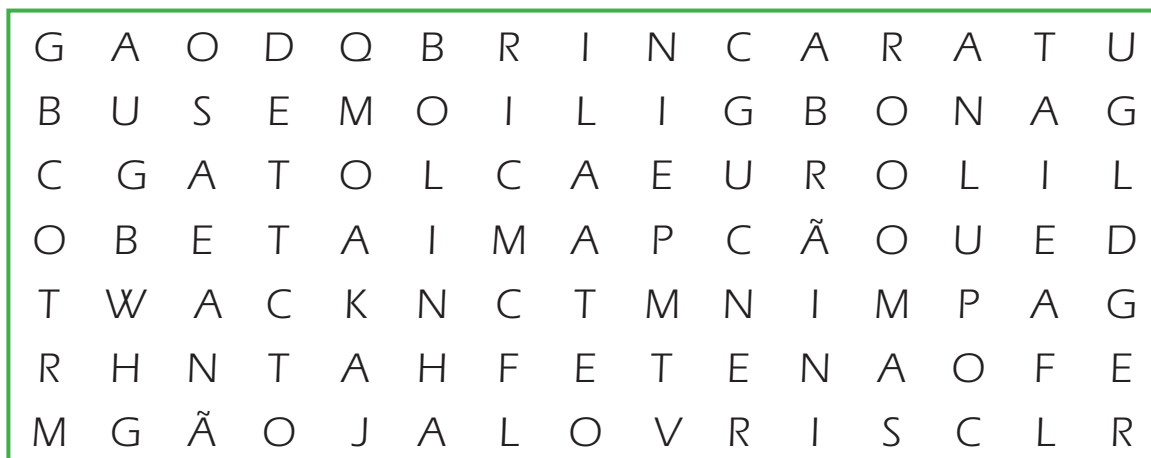 G A O D Q B R I N C A R A T U
B U S E M O I L I G B O N A G
C G A T O L C A E U R O L I L
O B E T A I M A P C Ã O U E D
T W A C K N C T M N I M P A G
R H N T A H F E T E N A O F E
M G Ã O J A L O V R I S C L R